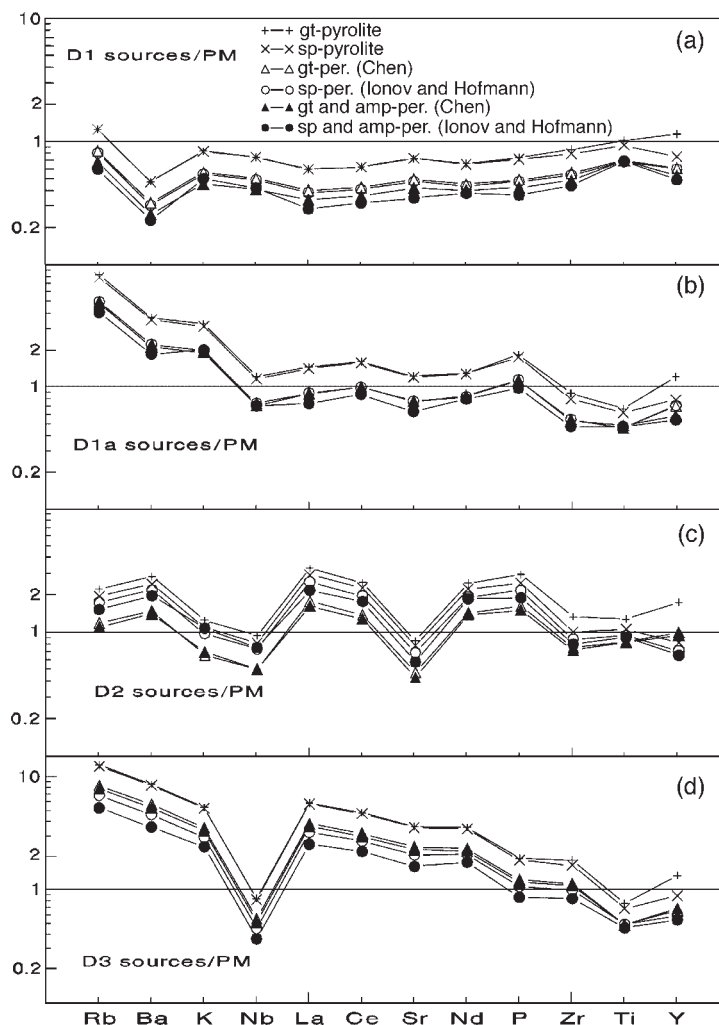 10
D1 sources/PM
(a)
gt-pyrolite
sp-pyrolite
gt-per. (Chen)
sp-per. (Ionov and Hofmann)
gt and amp-per. (Chen)
sp and amp-per. (Ionov and Hofmann)
2
1
0.2
(b)
2
1
D1a sources/PM
0.2
(c)
2
1
D2 sources/PM
0.2
10
(d)
2
1
D3 sources/PM
0.2
Rb Ba K Nb La Ce Sr Nd P Zr Ti Y